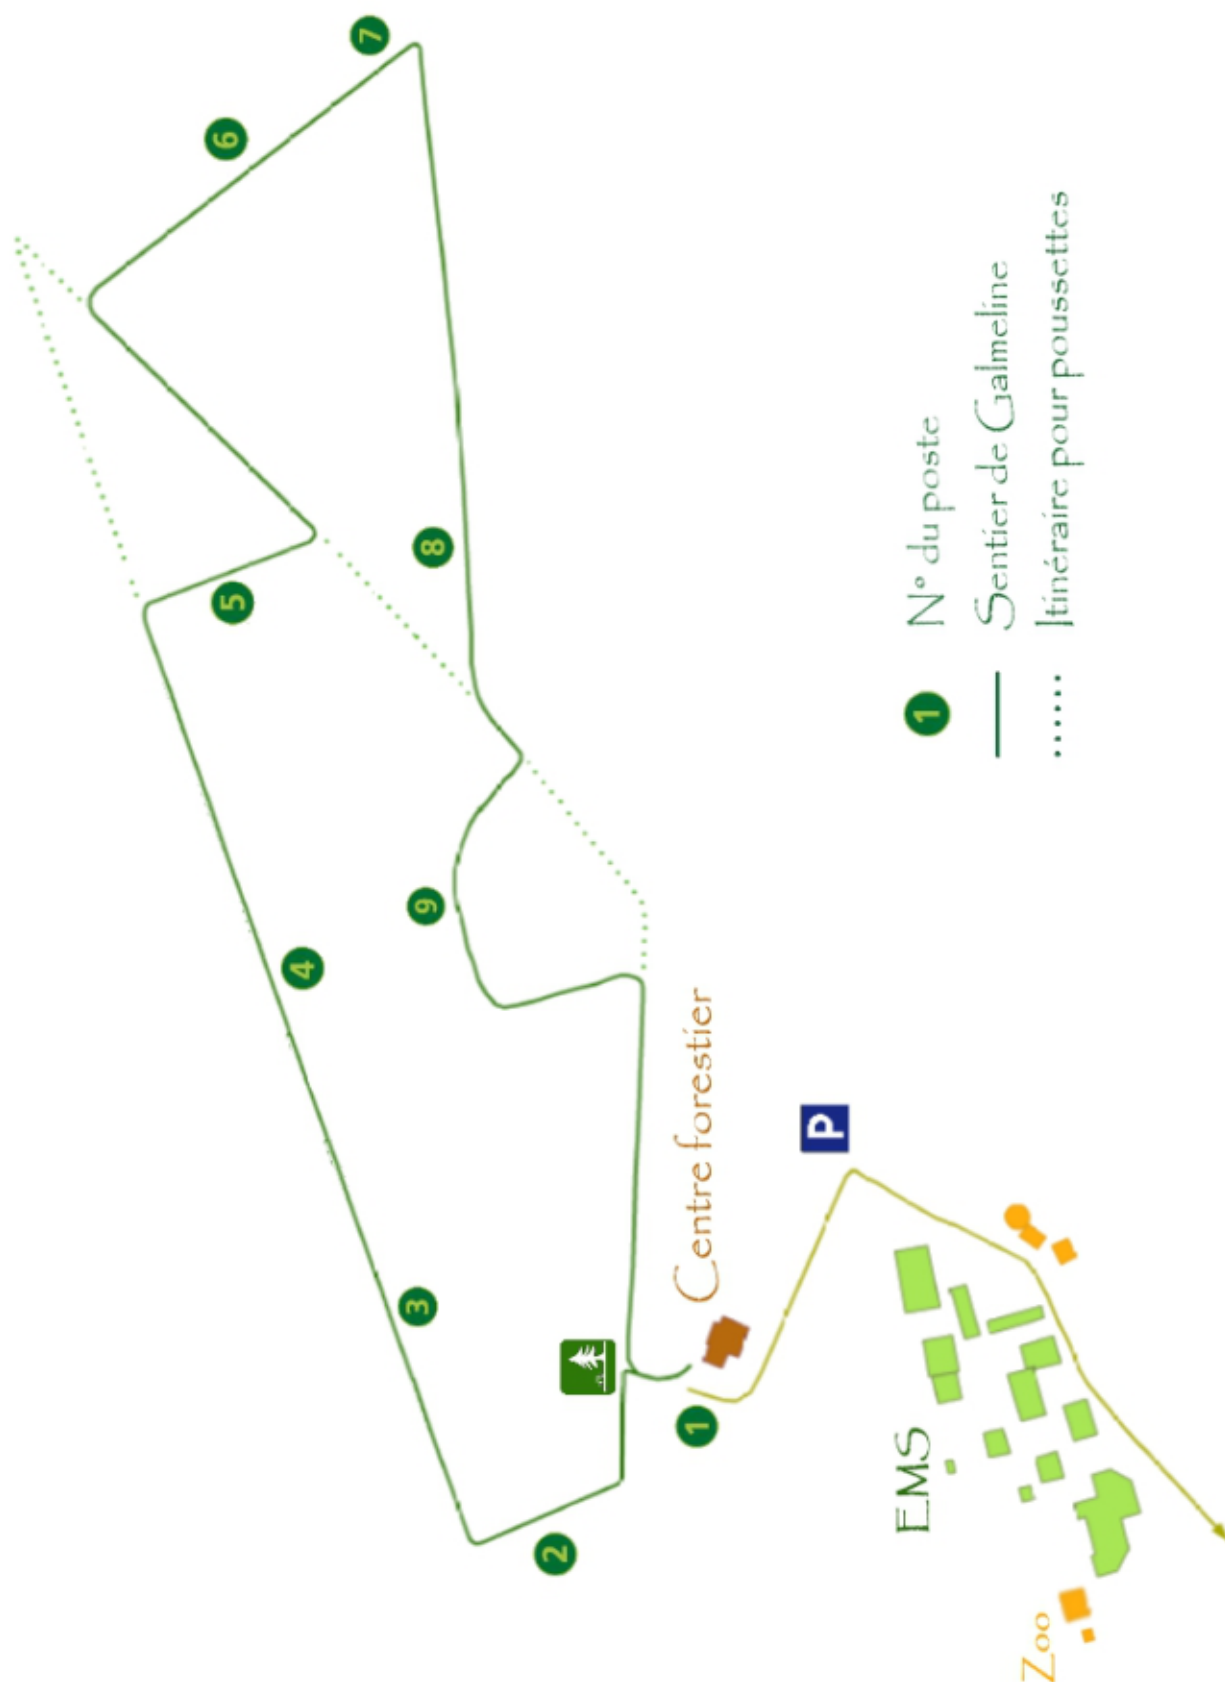 7
6
5
8
4
9
3
2
1
Centre forestier
P
EMS
Zoo
1 N° du poste
Sentier de Galmeline
Itinéraire pour poussettes